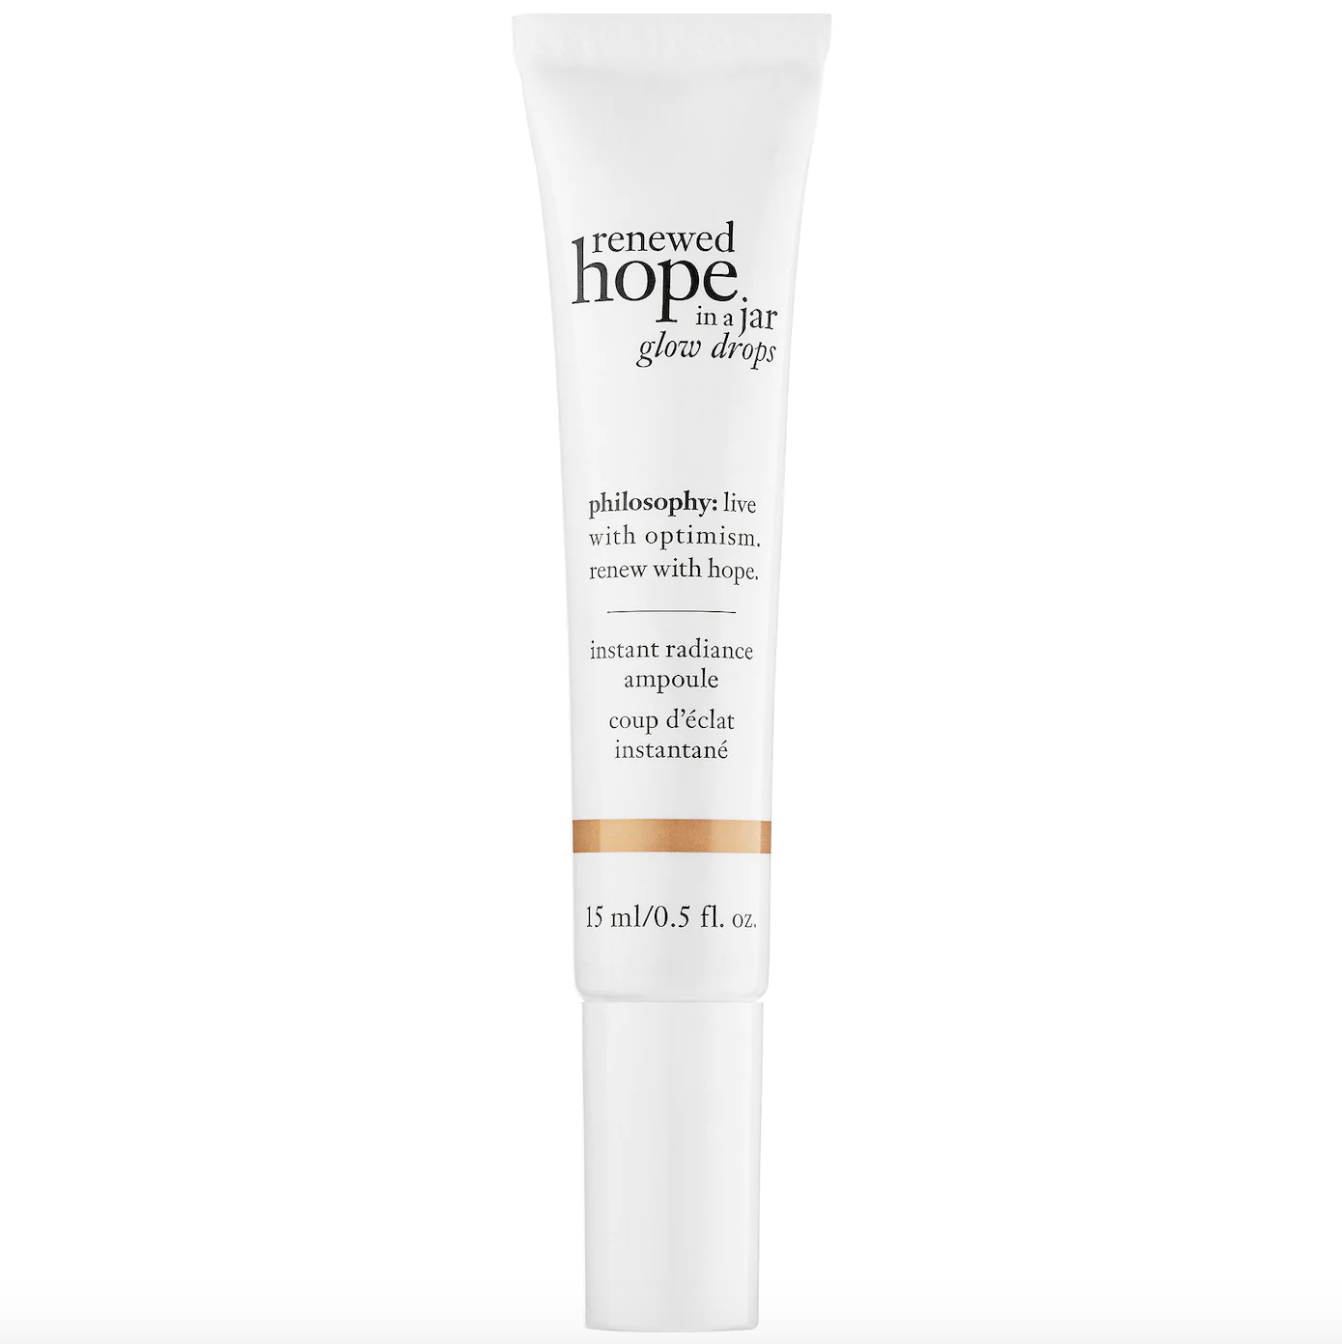 renewed
hope.
in a jar
glow drops
philosophy: live
with optimism.
renew with hope.
instant radiance
ampoule
coup d'éclat
instantané
15 ml/0.5 fl. oz.